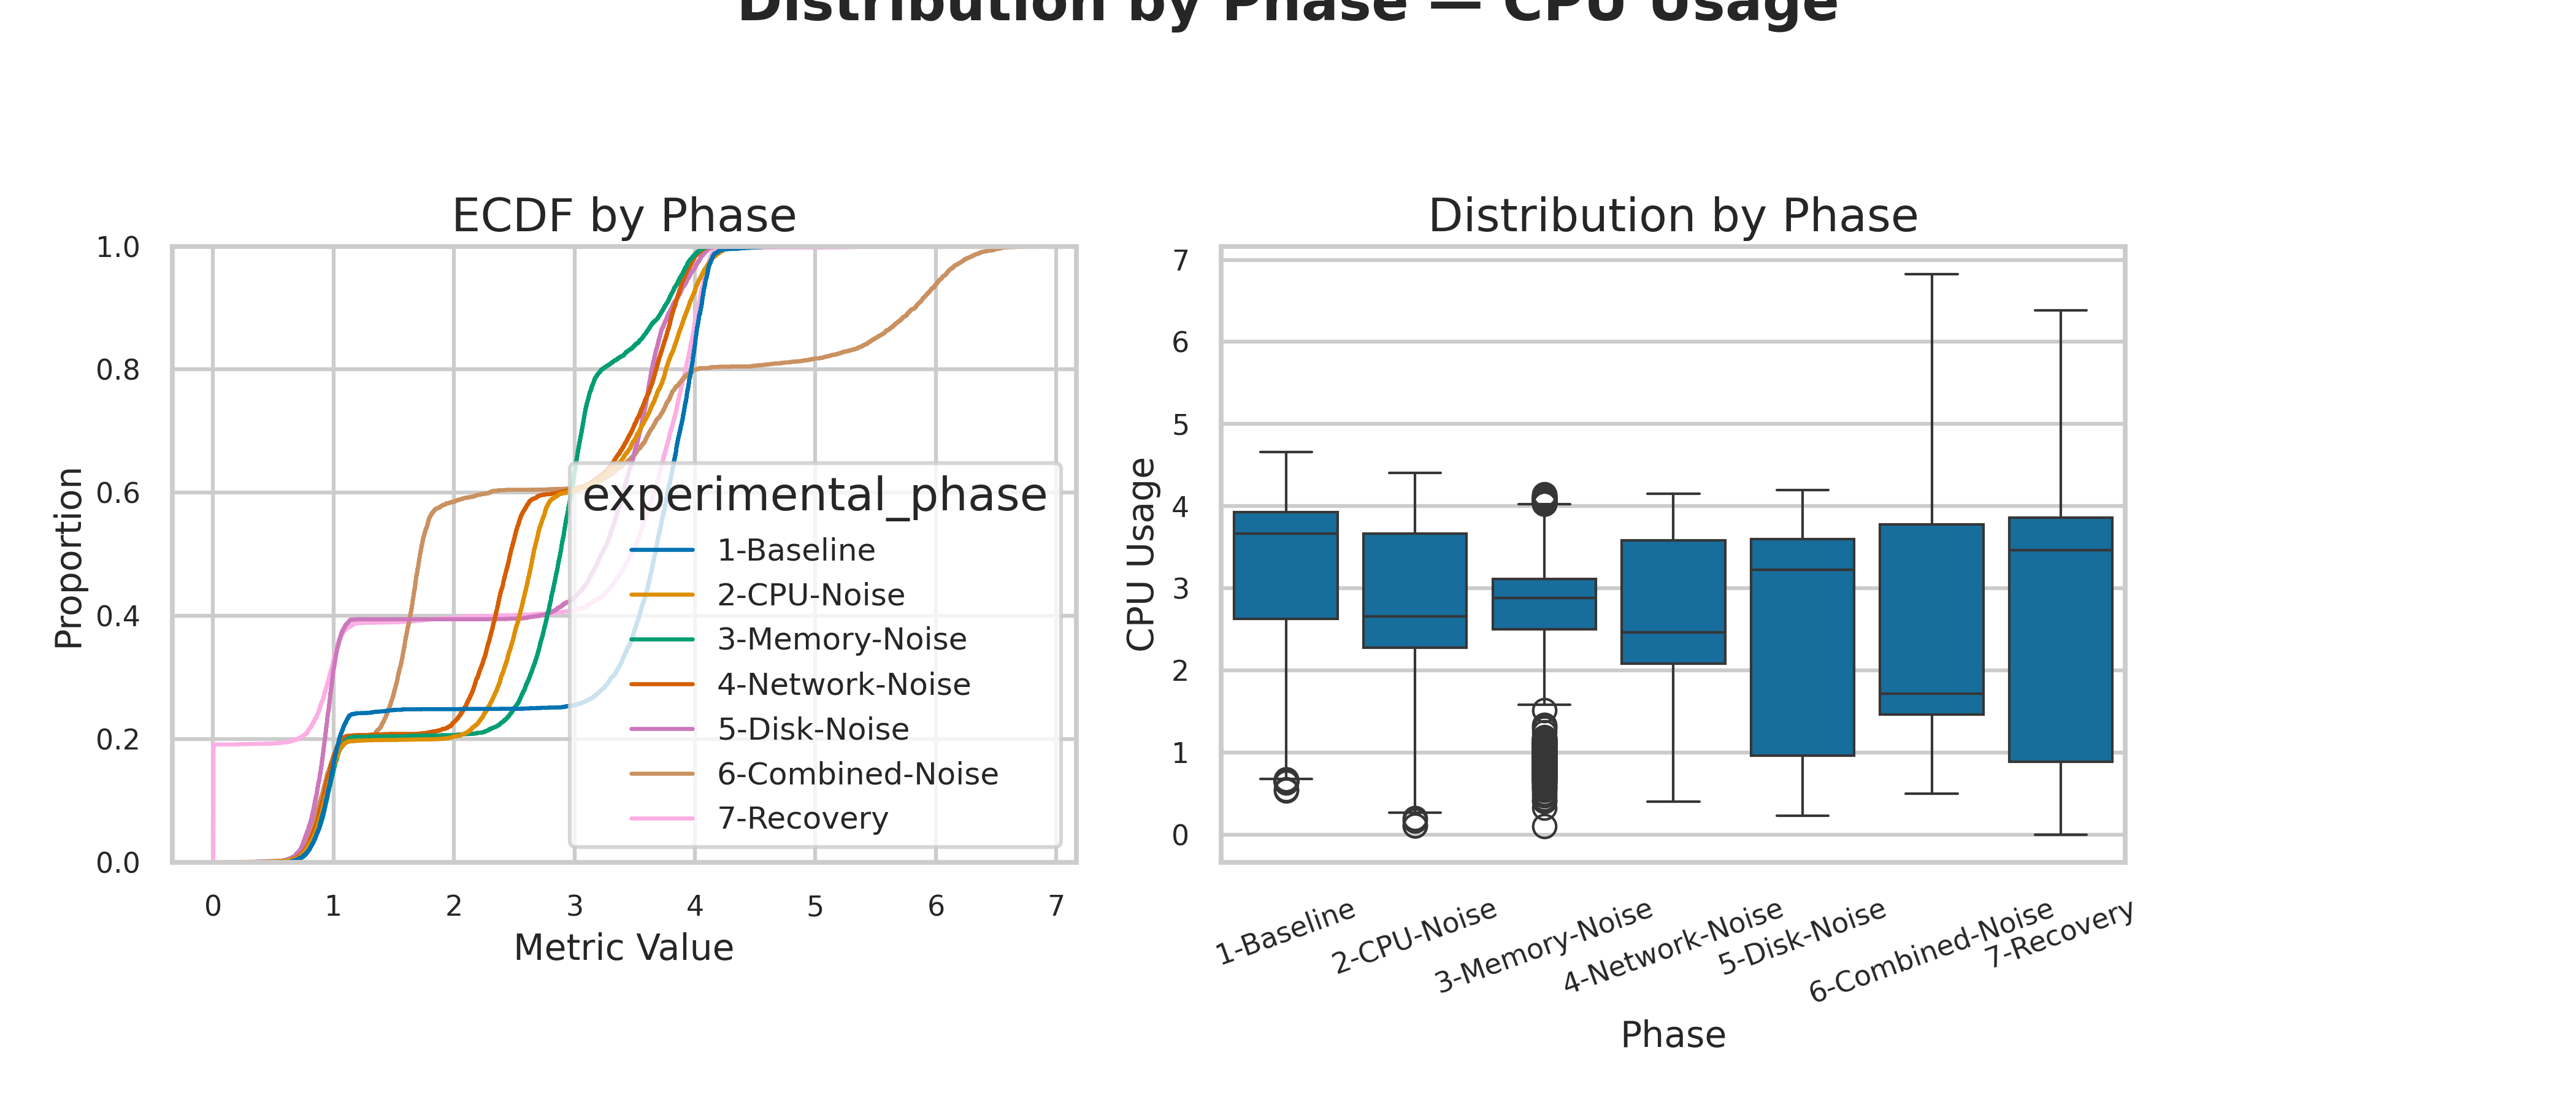 Distribution by Phase — CPU Usage
ECDF by Phase
1.0
0.8
0.6
0.4
0.2
0.0
Proportion
0 1 2 3 4 5 6 7
Metric Value
experimental_phase
1-Baseline
2-CPU-Noise
3-Memory-Noise
4-Network-Noise
5-Disk-Noise
6-Combined-Noise
7-Recovery
Distribution by Phase
7
6
5
4
3
2
1
0
CPU Usage
1-Baseline
2-CPU-Noise
3-Memory-Noise
4-Network-Noise
5-Disk-Noise
6-Combined-Noise
7-Recovery
Phase